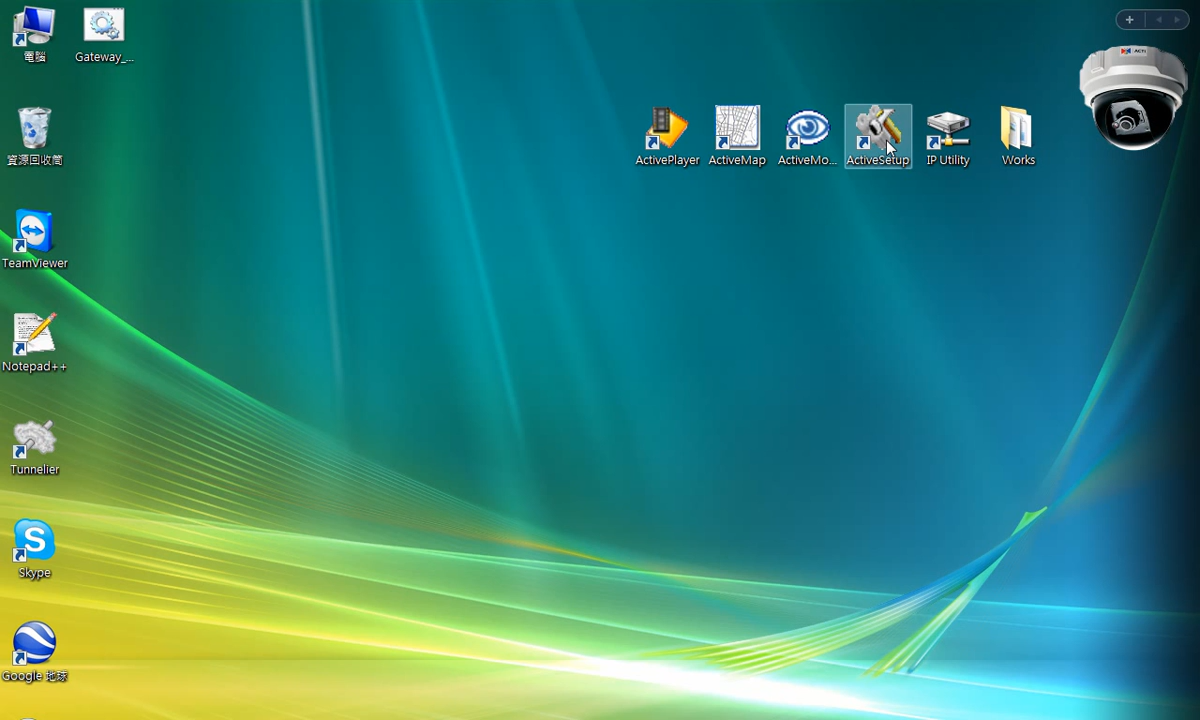 電腦
Gateway_...
資源回收筒
TeamViewer
Notepad++
Tunnelier
Skype
Google 地球
ActivePlayer
ActiveMap
ActiveMo...
ActiveSetup
IP Utility
Works
ACTi